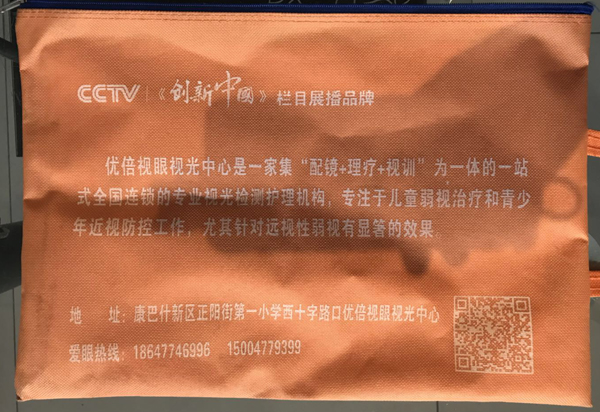 CCTV | 《创新中國》 栏目展播品牌
优倍视眼视光中心是一家集“配镜+理疗+视训”为一体的一站
式全国连锁的专业视光检测护理机构，专注于儿童弱视治疗和青少
年近视防控工作，尤其针对远视性弱视有显著的效果。
地 址：康巴什新区正阳街第一小学西十字路口优倍视眼视光中心
爱眼热线：18647746996 15004779399